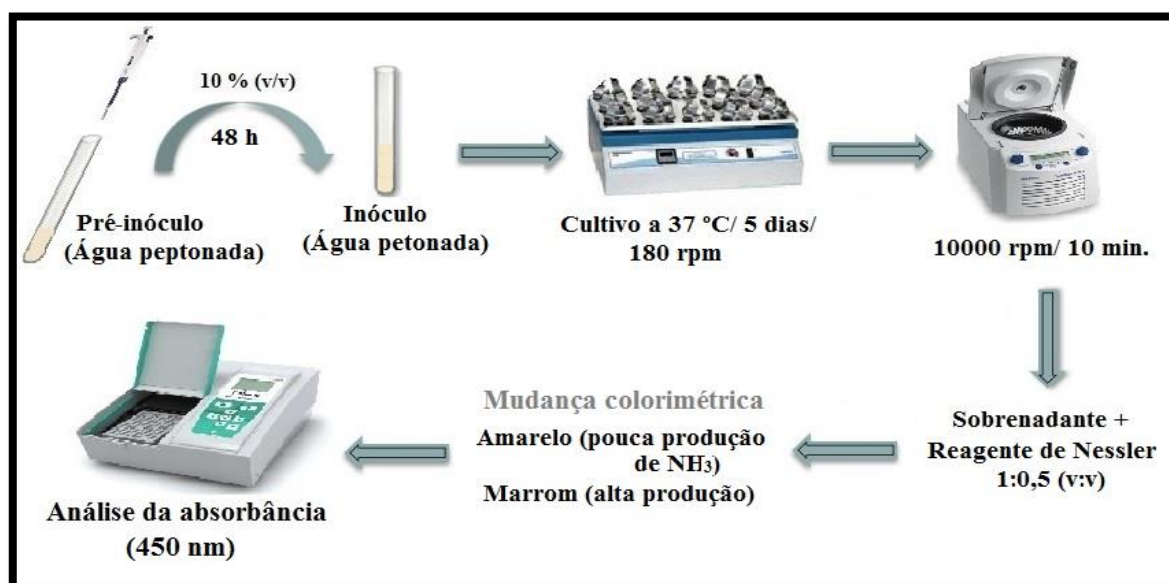 10 % (v/v)
48 h
Pré-inóculo
(Água peptonada)
Inóculo
(Água petonada)
Cultivo a 37 ºC/ 5 dias/
180 rpm
10000 rpm/ 10 min.
Sobrenadante +
Reagente de Nessler
1:0,5 (v:v)
Mudança colorimétrica
Amarelo (pouca produção
de NH₃)
Marrom (alta produção)
Análise da absorbância
(450 nm)